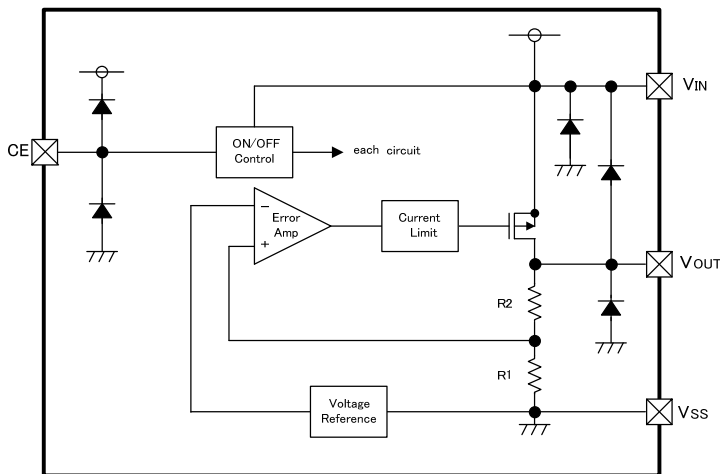 VIN
ON/OFF
Control
each circuit
CE
Error
Amp
−
+
Current
Limit
VOUT
R2
R1
Voltage
Reference
VSS